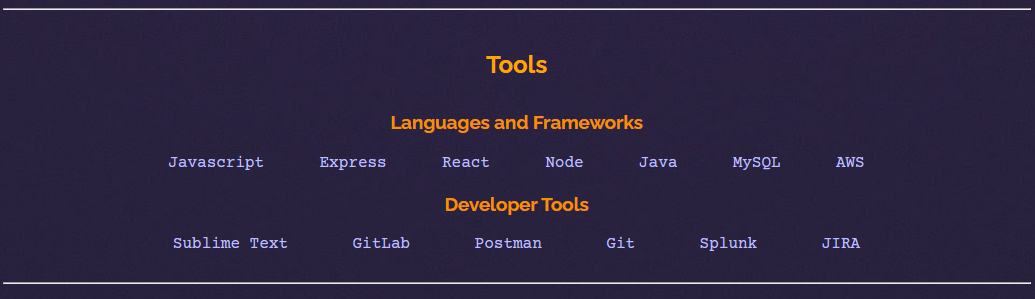 Tools
Languages and Frameworks
Javascript Express React Node Java MySQL AWS
Developer Tools
Sublime Text GitLab Postman Git Splunk JIRA